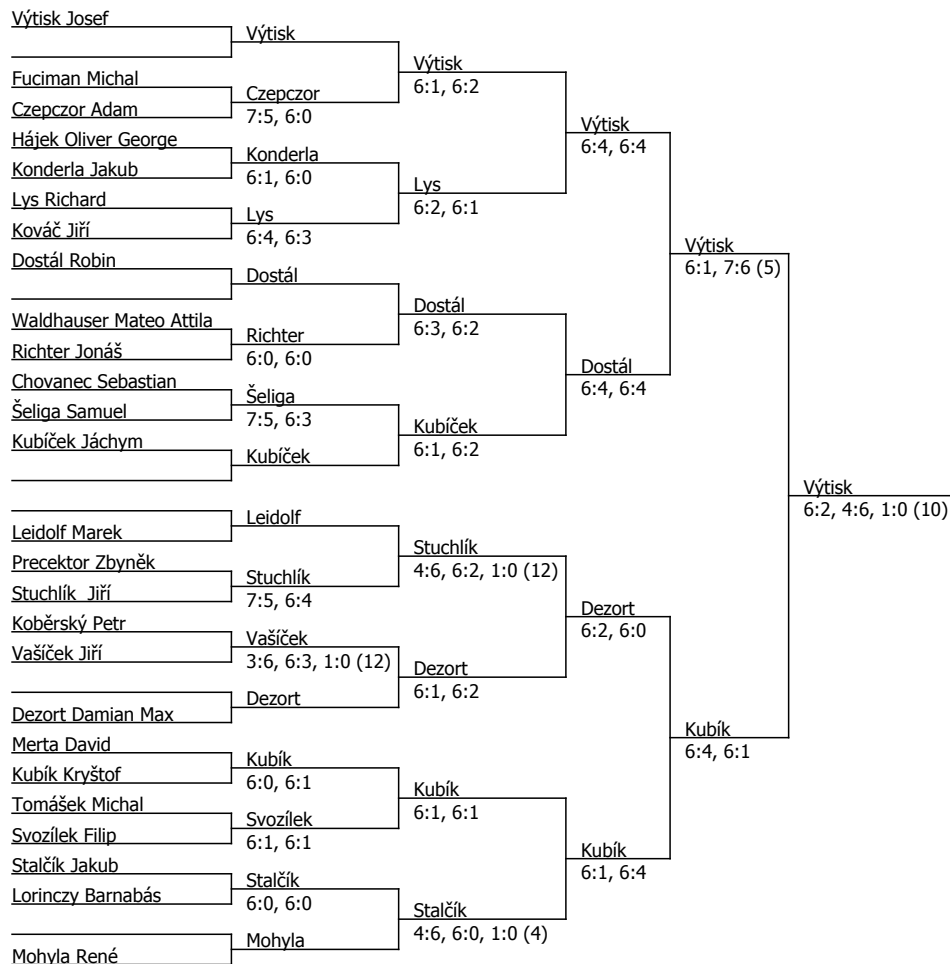 Výtisk Josef
Výtisk
Výtisk
6:1, 6:2
Fuciman Michal
Czepczor
7:5, 6:0
Czepczor Adam
Výtisk
6:4, 6:4
Hájek Oliver George
Konderla
6:1, 6:0
Konderla Jakub
Lys
6:2, 6:1
Lys Richard
Lys
6:4, 6:3
Kováč Jiří
Výtisk
6:1, 7:6 (5)
Dostál Robin
Dostál
Dostál
6:3, 6:2
Waldhauser Mateo Attila
Richter
6:0, 6:0
Richter Jonáš
Dostál
6:4, 6:4
Chovanec Sebastian
Šeliga
7:5, 6:3
Šeliga Samuel
Kubíček
6:1, 6:2
Kubíček Jáchym
Kubíček
Výtisk
6:2, 4:6, 1:0 (10)
Leidolf
Leidolf Marek
Stuchlík
4:6, 6:2, 1:0 (12)
Precektor Zbyněk
Stuchlík
7:5, 6:4
Stuchlík  Jiří
Dezort
6:2, 6:0
Koběrský Petr
Vašíček
3:6, 6:3, 1:0 (12)
Vašíček Jiří
Dezort
6:1, 6:2
Dezort
Dezort Damian Max
Kubík
6:4, 6:1
Merta David
Kubík
6:0, 6:1
Kubík Kryštof
Kubík
6:1, 6:1
Tomášek Michal
Svozílek
6:1, 6:1
Svozílek Filip
Kubík
6:1, 6:4
Stalčík Jakub
Stalčík
6:0, 6:0
Lorinczy Barnabás
Stalčík
4:6, 6:0, 1:0 (4)
Mohyla
Mohyla René